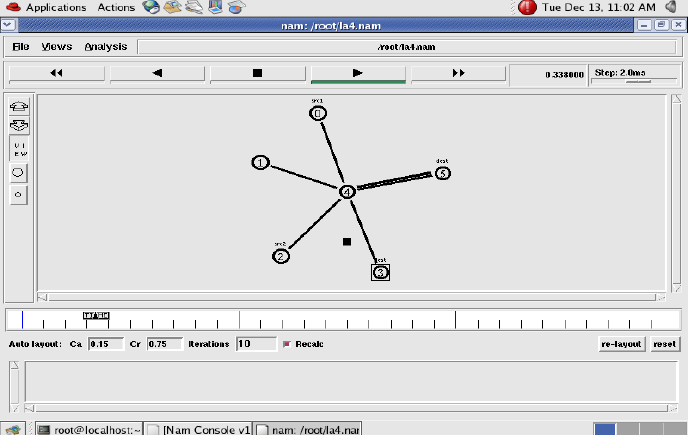 Applications Actions Tue Dec 13, 11:02 AM
nam: /root/la4.nam
File Views Analysis /root/la4.nam
0.338000 Step: 2.0ms
src1
0
1
dest
5
4
V I
E W
src2
2
3
Auto layout: Ca 0.15 Cr 0.75 Iterations 10 Recalc re-layout reset
root@localhost:~ [Nam Console v1 nam: /root/la4.nar